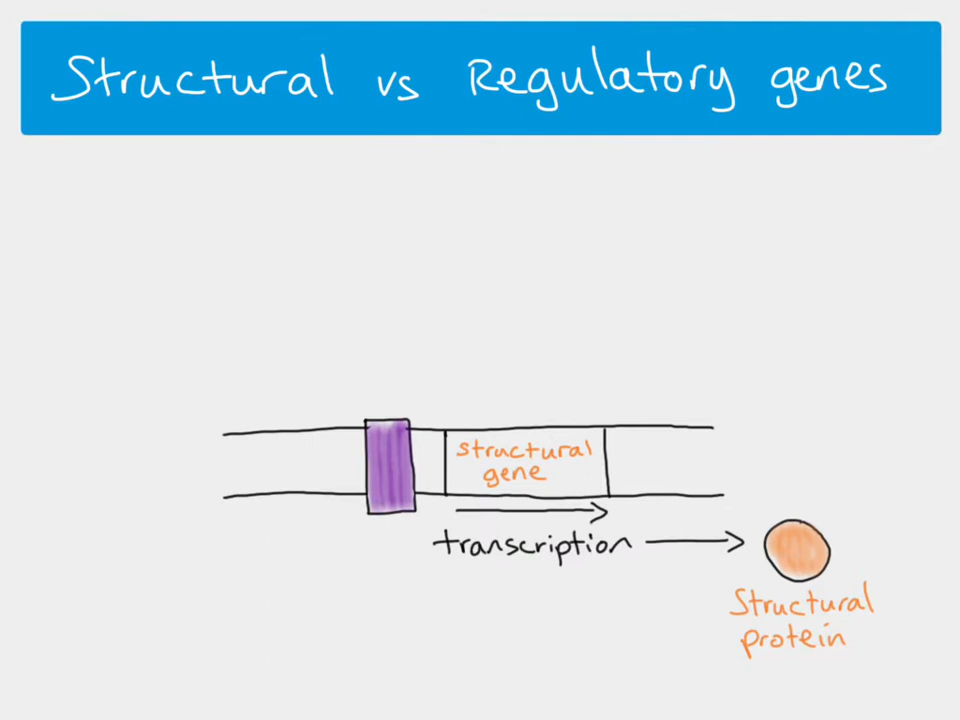 Structural vs Regulatory genes
structural
gene
transcription
Structural
protein